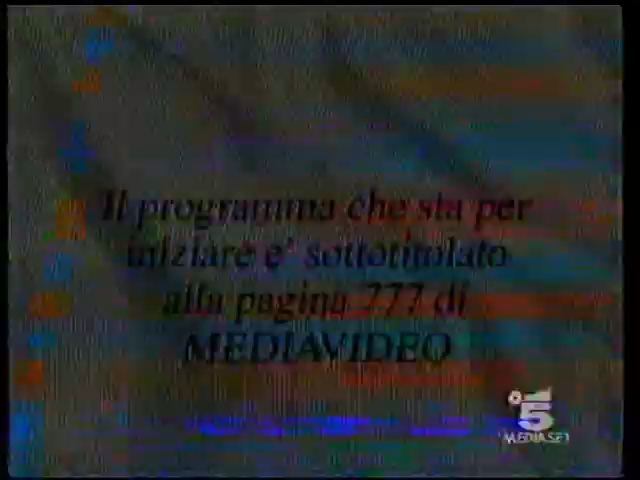 Il programma che sta per
iniziare e' sottotitolato
alla pagina 777 di
MEDIAVIDEO
5
MEDIASET